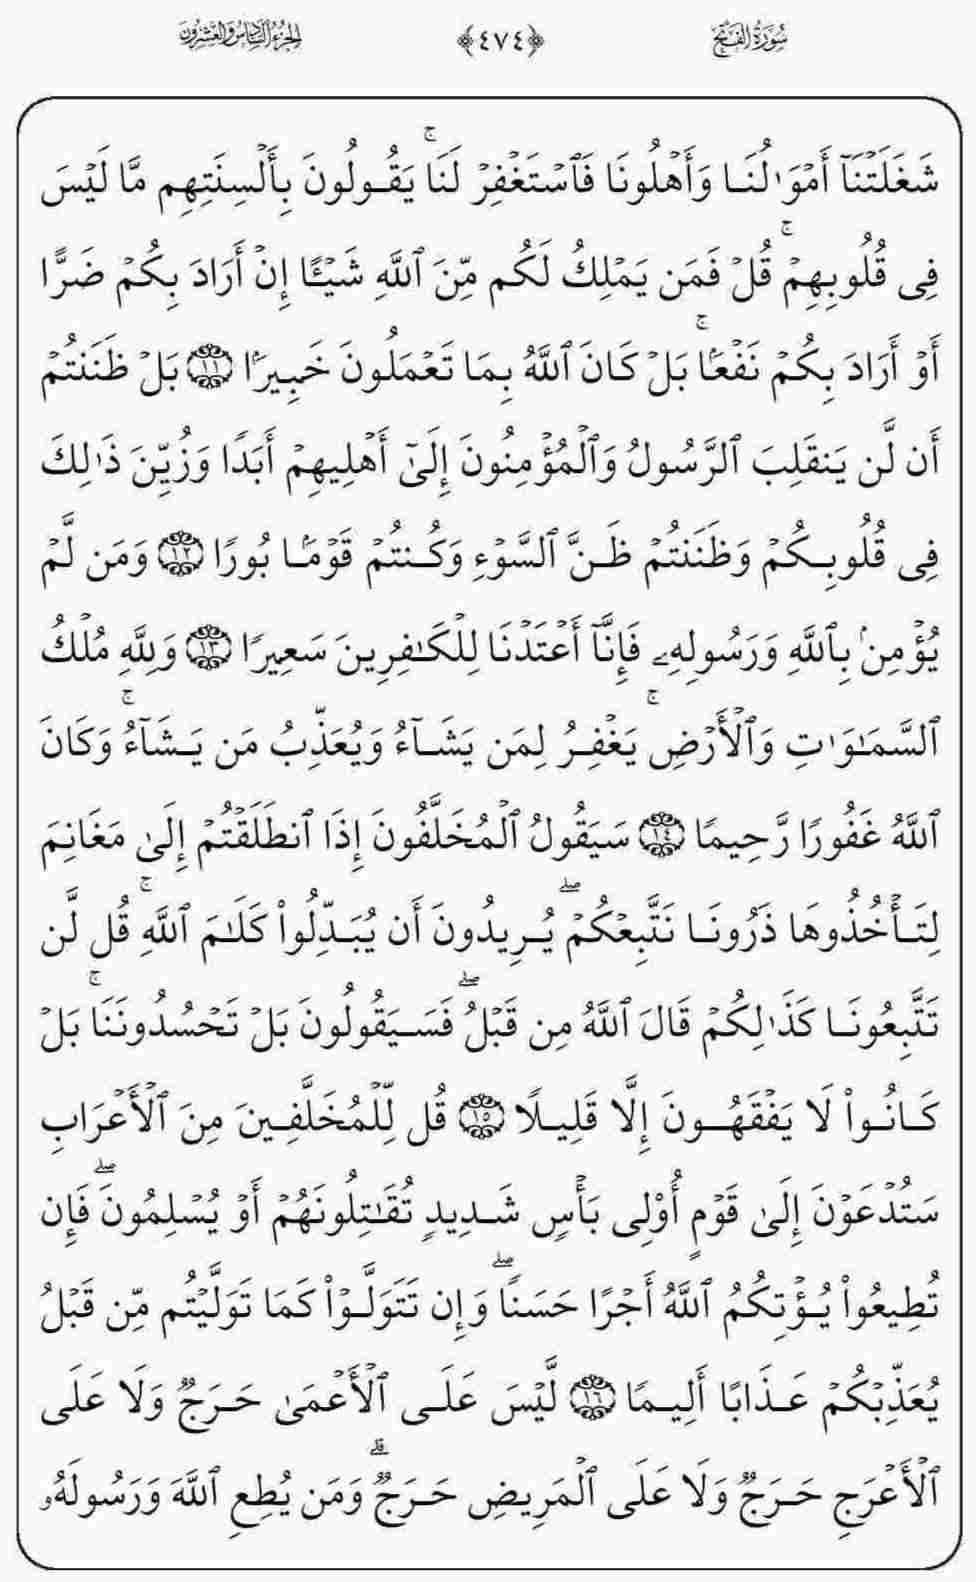 سُورَةُ الفَتْحِ ﴿٤٧٤﴾ الجُزْءُ السَّادِسُ وَالعِشْرُونَ
شَغَلَتۡنَآ أَمۡوَٰلُنَا وَأَهۡلُونَا فَٱسۡتَغۡفِرۡ لَنَاۚ يَقُولُونَ بِأَلۡسِنَتِهِم مَّا لَيۡسَ
فِى قُلُوبِهِمۡۚ قُلۡ فَمَن يَمۡلِكُ لَكُم مِّنَ ٱللَّهِ شَيۡـًٔا إِنۡ أَرَادَ بِكُمۡ ضَرًّا
أَوۡ أَرَادَ بِكُمۡ نَفۡعَۢاۚ بَلۡ كَانَ ٱللَّهُ بِمَا تَعۡمَلُونَ خَبِيرَۢا ١١ بَلۡ ظَنَنتُمۡ
أَن لَّن يَنقَلِبَ ٱلرَّسُولُ وَٱلۡمُؤۡمِنُونَ إِلَىٰٓ أَهۡلِيهِمۡ أَبَدًا وَزُيِّنَ ذَٰلِكَ
فِى قُلُوبِكُمۡ وَظَنَنتُمۡ ظَنَّ ٱلسَّوۡءِ وَكُنتُمۡ قَوۡمَۢا بُورًا ١٢ وَمَن لَّمۡ
يُؤۡمِنۢ بِٱللَّهِ وَرَسُولِهِۦ فَإِنَّآ أَعۡتَدۡنَا لِلۡكَٰفِرِينَ سَعِيرًا ١٣ وَلِلَّهِ مُلۡكُ
ٱلسَّمَٰوَٰتِ وَٱلۡأَرۡضِۚ يَغۡفِرُ لِمَن يَشَآءُ وَيُعَذِّبُ مَن يَشَآءُۚ وَكَانَ
ٱللَّهُ غَفُورًا رَّحِيمًا ١٤ سَيَقُولُ ٱلۡمُخَلَّفُونَ إِذَا ٱنطَلَقۡتُمۡ إِلَىٰ مَغَانِمَ
لِتَأۡخُذُوهَا ذَرُونَا نَتَّبِعۡكُمۡۖ يُرِيدُونَ أَن يُبَدِّلُواْ كَلَٰمَ ٱللَّهِۚ قُل لَّن
تَتَّبِعُونَا كَذَٰلِكُمۡ قَالَ ٱللَّهُ مِن قَبۡلُۖ فَسَيَقُولُونَ بَلۡ تَحۡسُدُونَنَاۚ بَلۡ
كَانُواْ لَا يَفۡقَهُونَ إِلَّا قَلِيلًا ١٥ قُل لِّلۡمُخَلَّفِينَ مِنَ ٱلۡأَعۡرَابِ
سَتُدۡعَوۡنَ إِلَىٰ قَوۡمٍ أُوْلِى بَأۡسٍ شَدِيدٍ تُقَٰتِلُونَهُمۡ أَوۡ يُسۡلِمُونَۖ فَإِن
تُطِيعُواْ يُؤۡتِكُمُ ٱللَّهُ أَجۡرًا حَسَنًاۖ وَإِن تَتَوَلَّوۡاْ كَمَا تَوَلَّيۡتُم مِّن قَبۡلُ
يُعَذِّبۡكُمۡ عَذَابًا أَلِيمًا ١٦ لَّيۡسَ عَلَى ٱلۡأَعۡمَىٰ حَرَجٌ وَلَا عَلَى
ٱلۡأَعۡرَجِ حَرَجٌ وَلَا عَلَى ٱلۡمَرِيضِ حَرَجٌۗ وَمَن يُطِعِ ٱللَّهَ وَرَسُولَهُۥ